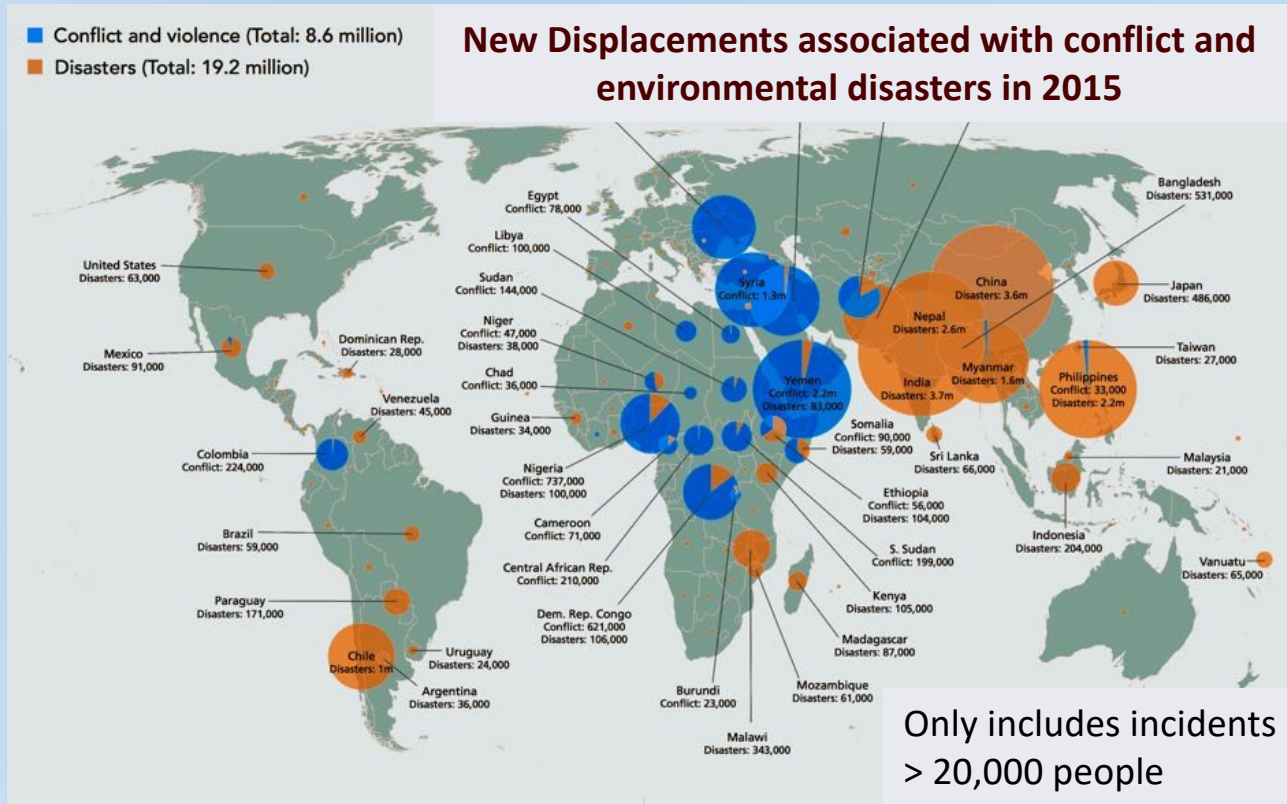 Conflict and violence (Total: 8.6 million)
Disasters (Total: 19.2 million)
New Displacements associated with conflict and
environmental disasters in 2015
Egypt
Conflict: 78,000
Libya
Conflict: 100,000
Sudan
Conflict: 144,000
Niger
Conflict: 47,000
Disasters: 38,000
Chad
Conflict: 36,000
Guinea
Disasters: 34,000
Nigeria
Conflict: 737,000
Disasters: 100,000
Cameroon
Conflict: 71,000
Central African Rep.
Conflict: 210,000
Dem. Rep. Congo
Conflict: 621,000
Disasters: 106,000
Burundi
Conflict: 23,000
Malawi
Disasters: 343,000
Mozambique
Disasters: 61,000
Madagascar
Disasters: 87,000
Kenya
Disasters: 105,000
S. Sudan
Conflict: 199,000
Ethiopia
Conflict: 56,000
Disasters: 104,000
Somalia
Conflict: 90,000
Disasters: 59,000
Yemen
Conflict: 2.2m
Disasters: 83,000
Syria
Conflict: 1.3m
United States
Disasters: 63,000
Mexico
Disasters: 91,000
Dominican Rep.
Disasters: 28,000
Venezuela
Disasters: 45,000
Colombia
Conflict: 224,000
Brazil
Disasters: 59,000
Paraguay
Disasters: 171,000
Chile
Disasters: 1m
Uruguay
Disasters: 24,000
Argentina
Disasters: 36,000
Bangladesh
Disasters: 531,000
China
Disasters: 3.6m
Nepal
Disasters: 2.6m
India
Disasters: 3.7m
Myanmar
Disasters: 1.6m
Japan
Disasters: 486,000
Taiwan
Disasters: 27,000
Philippines
Conflict: 33,000
Disasters: 2.2m
Sri Lanka
Disasters: 66,000
Malaysia
Disasters: 21,000
Indonesia
Disasters: 204,000
Vanuatu
Disasters: 65,000
Only includes incidents
> 20,000 people